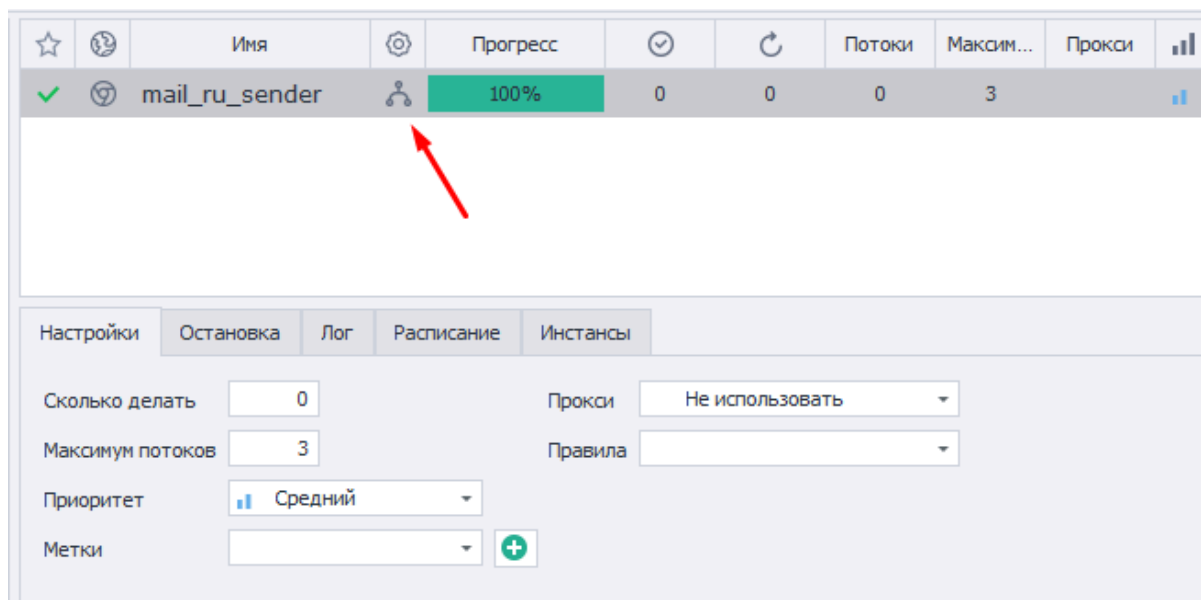 Имя Прогресс Потоки Максим... Прокси
mail_ru_sender 100% 0 0 0 3
Настройки Остановка Лог Расписание Инстансы
Сколько делать 0 Прокси Не использовать
Максимум потоков 3 Правила
Приоритет Средний
Метки